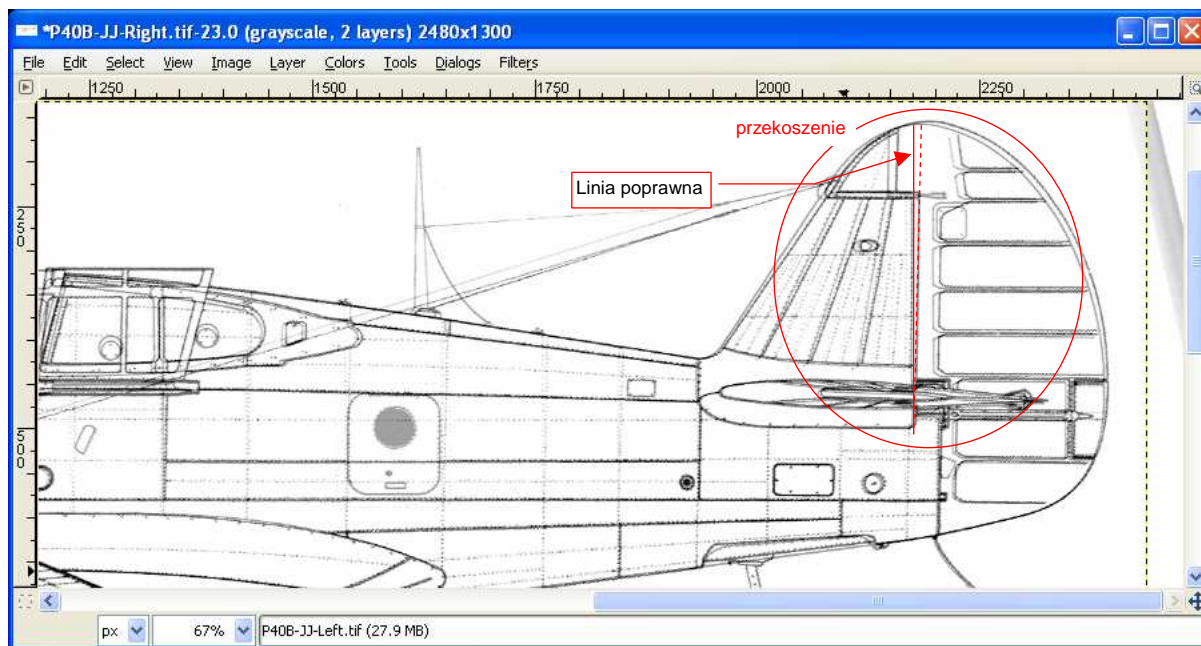 *P40B-JJ-Right.tif-23.0 (grayscale, 2 layers) 2480x1300
File Edit Select View Image Layer Colors Tools Dialogs Filters
1250 1500 1750 2000 2250
przekoszenie
Linia poprawna
250
500
px 67% P40B-JJ-Left.tif (27.9 MB)